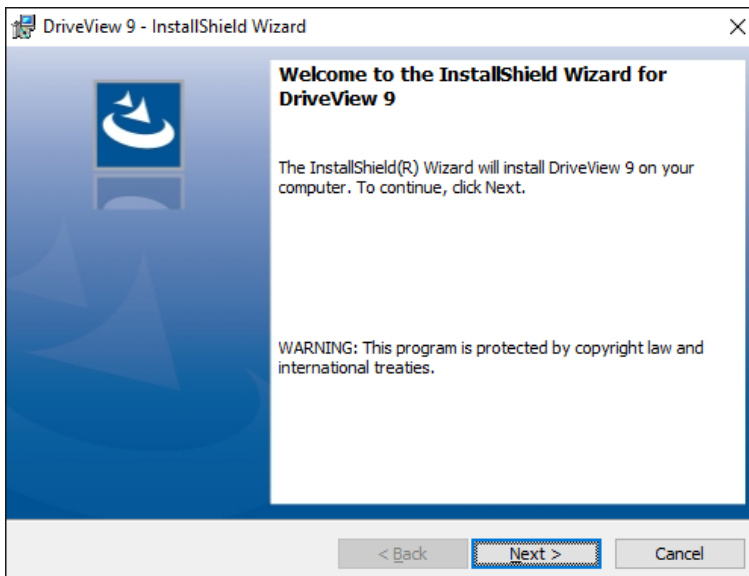 DriveView 9 - InstallShield Wizard
Welcome to the InstallShield Wizard for
DriveView 9
The InstallShield(R) Wizard will install DriveView 9 on your
computer. To continue, click Next.
WARNING: This program is protected by copyright law and
international treaties.
< Back Next > Cancel